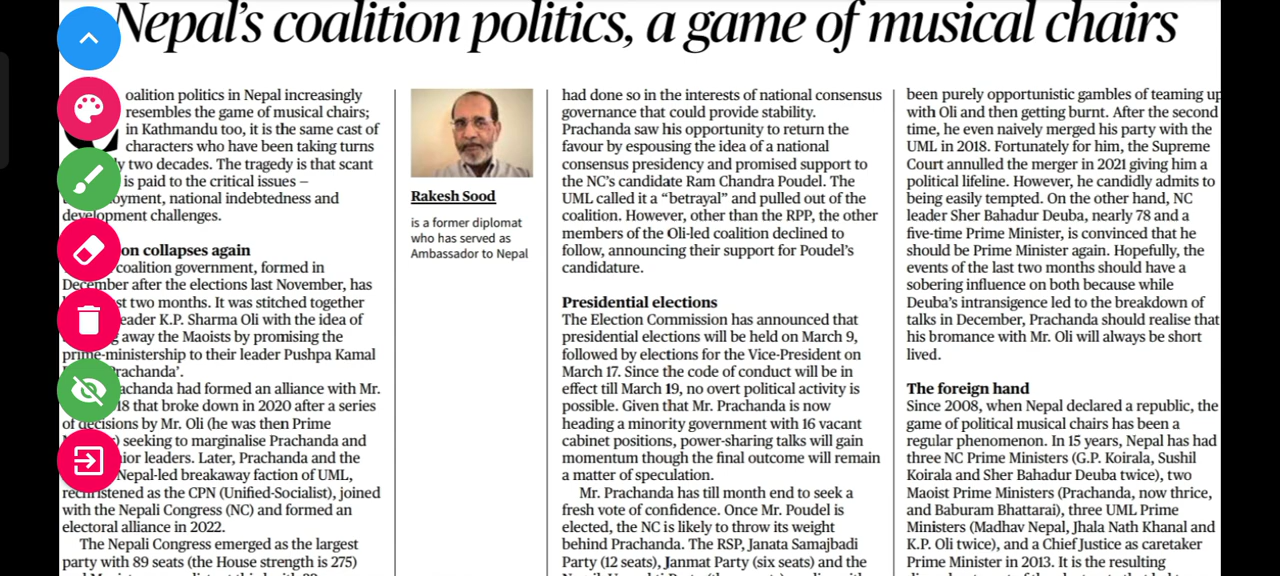 Nepal's coalition politics, a game of musical chairs
oalition politics in Nepal increasingly
resembles the game of musical chairs;
in Kathmandu too, it is the same cast of
characters who have been taking turns
two decades. The tragedy is that scant
is paid to the critical issues –
national indebtedness and
development challenges.
collapses again
coalition government, formed in
December after the elections last November, has
two months. It was stitched together
K.P. Sharma Oli with the idea of
away the Maoists by promising the
prime-ministership to their leader Pushpa Kamal
Prachanda'.
had formed an alliance with Mr.
that broke down in 2020 after a series
of decisions by Mr. Oli (he was then Prime
seeking to marginalise Prachanda and
leaders. Later, Prachanda and the
Nepal-led breakaway faction of UML,
rechristened as the CPN (Unified-Socialist), joined
with the Nepali Congress (NC) and formed an
electoral alliance in 2022.
The Nepali Congress emerged as the largest
party with 89 seats (the House strength is 275)
Rakesh Sood
is a former diplomat
who has served as
Ambassador to Nepal
had done so in the interests of national consensus
governance that could provide stability.
Prachanda saw his opportunity to return the
favour by espousing the idea of a national
consensus presidency and promised support to
the NC's candidate Ram Chandra Poudel. The
UML called it a “betrayal” and pulled out of the
coalition. However, other than the RPP, the other
members of the Oli-led coalition declined to
follow, announcing their support for Poudel's
candidature.
Presidential elections
The Election Commission has announced that
presidential elections will be held on March 9,
followed by elections for the Vice-President on
March 17. Since the code of conduct will be in
effect till March 19, no overt political activity is
possible. Given that Mr. Prachanda is now
heading a minority government with 16 vacant
cabinet positions, power-sharing talks will gain
momentum though the final outcome will remain
a matter of speculation.
Mr. Prachanda has till month end to seek a
fresh vote of confidence. Once Mr. Poudel is
elected, the NC is likely to throw its weight
behind Prachanda. The RSP, Janata Samajbadi
Party (12 seats), Janmat Party (six seats) and the
been purely opportunistic gambles of teaming up
with Oli and then getting burnt. After the second
time, he even naively merged his party with the
UML in 2018. Fortunately for him, the Supreme
Court annulled the merger in 2021 giving him a
political lifeline. However, he candidly admits to
being easily tempted. On the other hand, NC
leader Sher Bahadur Deuba, nearly 78 and a
five-time Prime Minister, is convinced that he
should be Prime Minister again. Hopefully, the
events of the last two months should have a
sobering influence on both because while
Deuba's intransigence led to the breakdown of
talks in December, Prachanda should realise that
his bromance with Mr. Oli will always be short
lived.
The foreign hand
Since 2008, when Nepal declared a republic, the
game of political musical chairs has been a
regular phenomenon. In 15 years, Nepal has had
three NC Prime Ministers (G.P. Koirala, Sushil
Koirala and Sher Bahadur Deuba twice), two
Maoist Prime Ministers (Prachanda, now thrice,
and Baburam Bhattarai), three UML Prime
Ministers (Madhav Nepal, Jhala Nath Khanal and
K.P. Oli twice), and a Chief Justice as caretaker
Prime Minister in 2013. It is the resulting